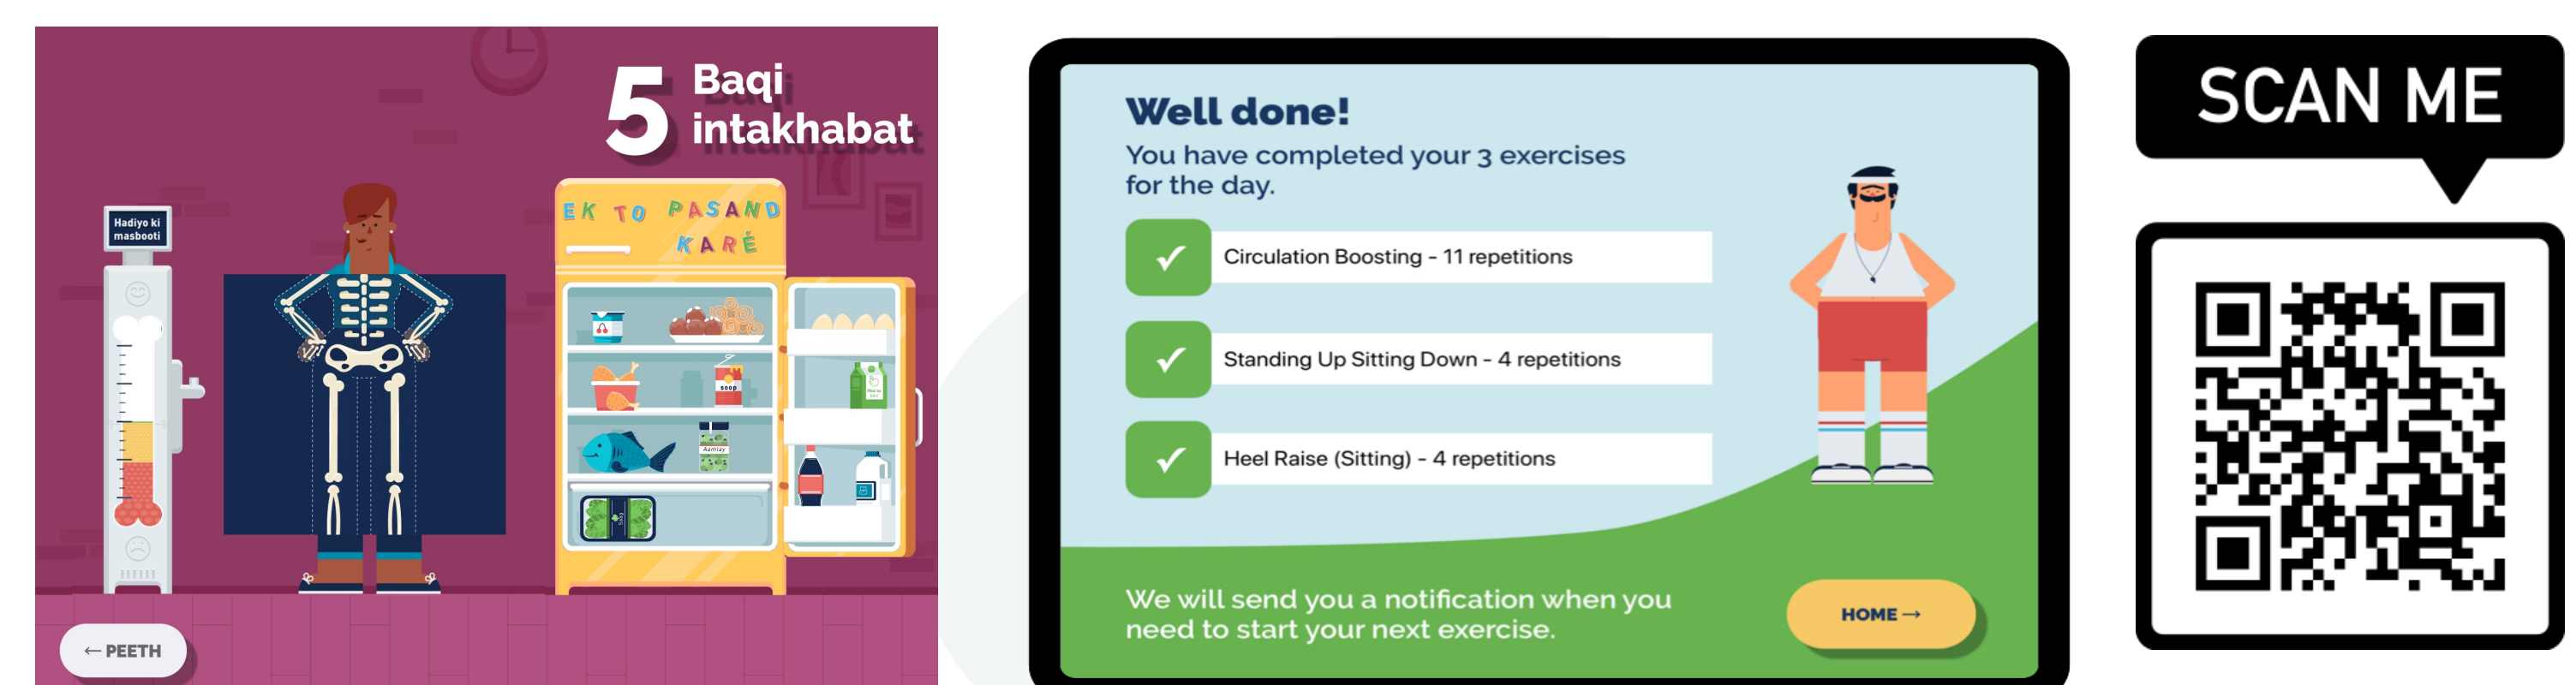 5 Baqi
intakhabat
Hadiyo ki
masbooti
EK TO PASAND
KARÉ
soop
Aamlay
← PEETH
Well done!
You have completed your 3 exercises
for the day.
Circulation Boosting - 11 repetitions
Standing Up Sitting Down - 4 repetitions
Heel Raise (Sitting) - 4 repetitions
We will send you a notification when you
need to start your next exercise.
HOME →
SCAN ME